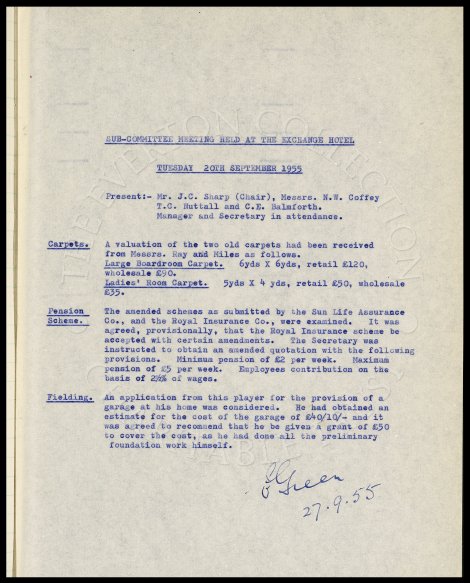 SUB-COMMITTEE MEETING HELD AT THE EXCHANGE HOTEL
TUESDAY 20TH SEPTEMBER 1955
Present:- Mr. J.C. Sharp (Chair), Messrs. N.W. Coffey
T.C. Nuttall and C.E. Balmforth.
Manager and Secretary in attendance.
Carpets. A valuation of the two old carpets had been received
from Messrs. Ray and Miles as follows.
Large Boardroom Carpet. 6yds X 6yds, retail £120,
wholesale £90.
Ladies' Room Carpet. 5yds X 4 yds, retail £50, wholesale
£35.
Pension The amended schemes as submitted by the Sun Life Assurance
Scheme. Co., and the Royal Insurance Co., were examined. It was
agreed, provisionally, that the Royal Insurance scheme be
accepted with certain amendments. The Secretary was
instructed to obtain an amended quotation with the following
provisions. Minimum pension of £2 per week. Maximum
pension of £5 per week. Employees contribution on the
basis of 2½% of wages.
Fielding. An application from this player for the provision of a
garage at his home was considered. He had obtained an
estimate for the cost of the garage of £40/10/- and it
was agreed to recommend that he be given a grant of £50
to cover the cost, as he had done all the preliminary
foundation work himself.
Green
27.9.55